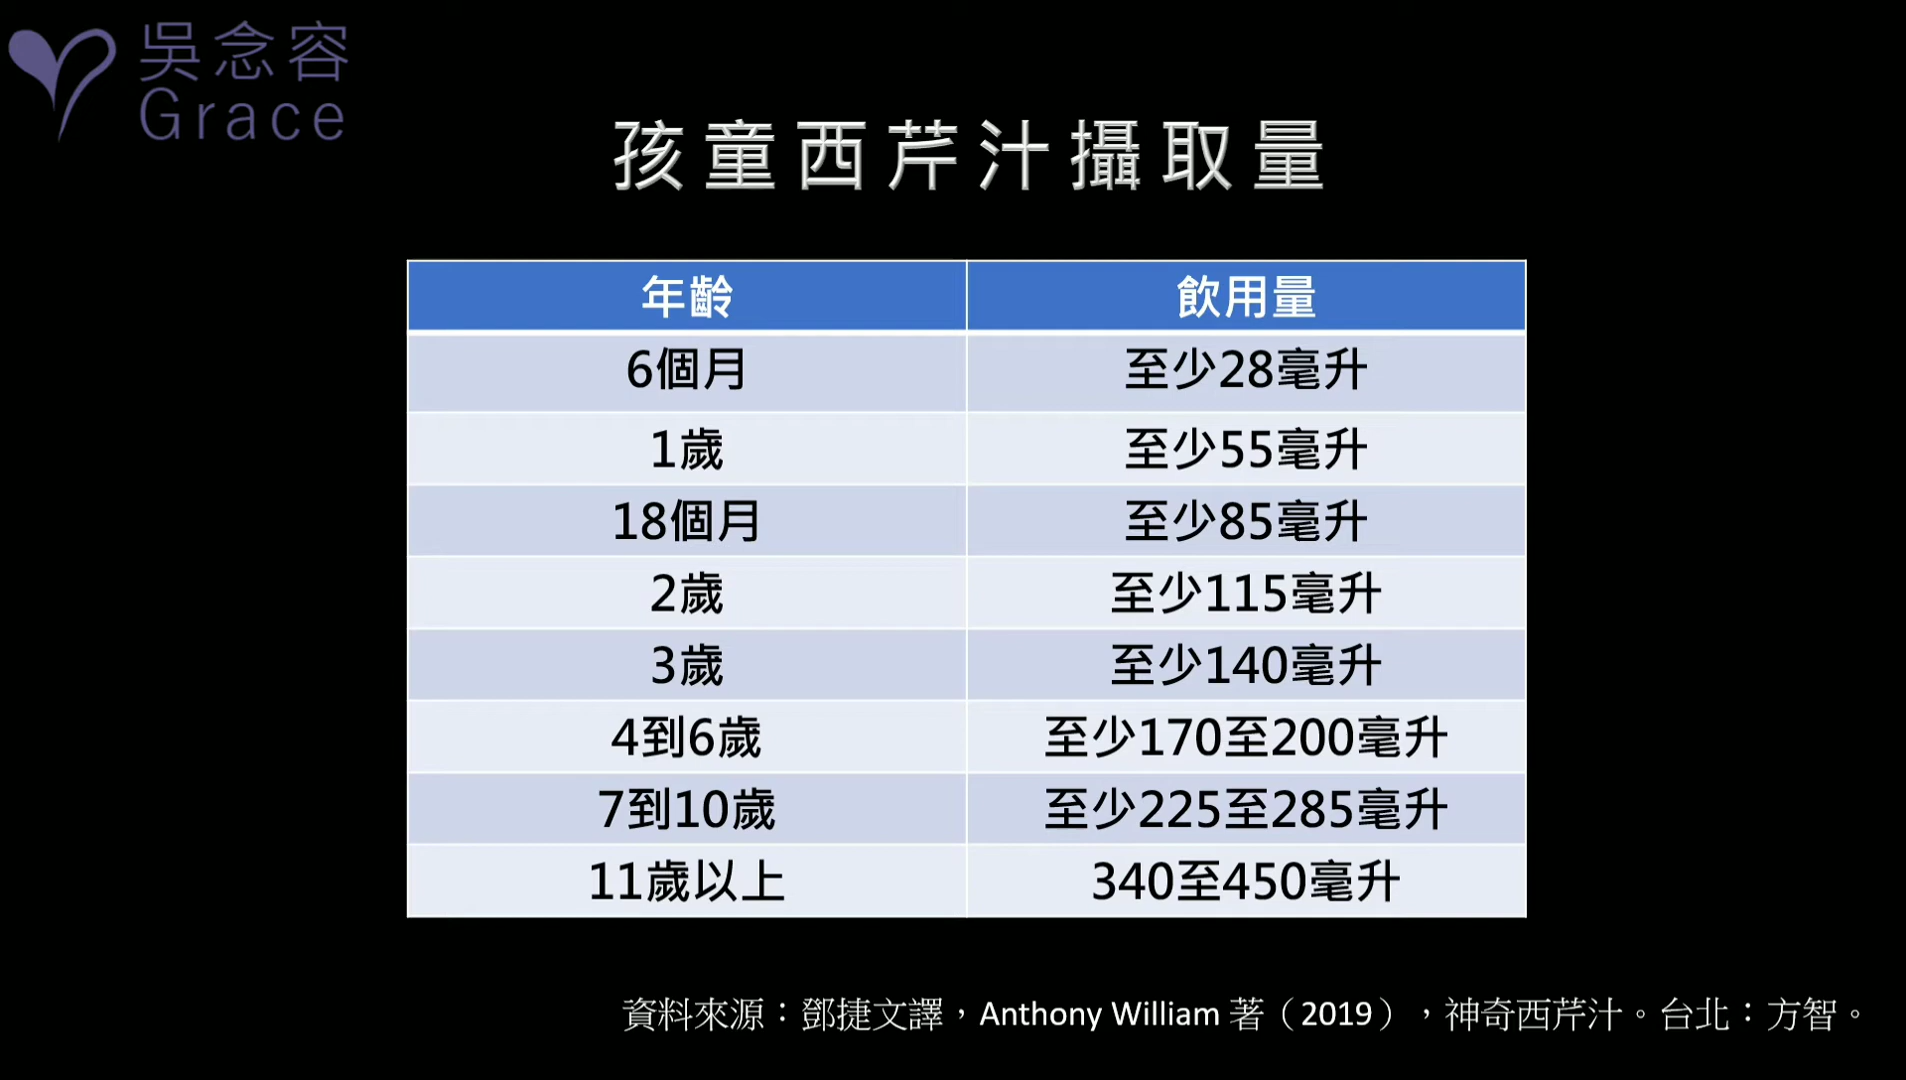 吳念容
Grace
孩童西芹汁攝取量
年齡 飲用量
6個月 至少28毫升
1歲 至少55毫升
18個月 至少85毫升
2歲 至少115毫升
3歲 至少140毫升
4到6歲 至少170至200毫升
7到10歲 至少225至285毫升
11歲以上 340至450毫升
資料來源：鄧捷文譯，Anthony William 著（2019），神奇西芹汁。台北：方智。